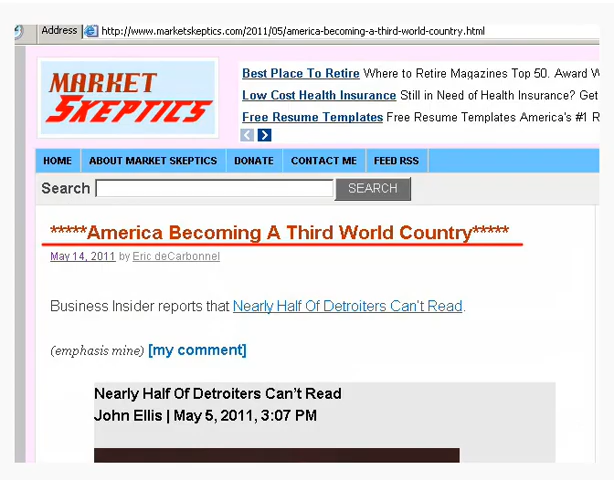 Address http://www.marketskeptics.com/2011/05/america-becoming-a-third-world-country.html
MARKET
SKEPTICS
Best Place To Retire Where to Retire Magazines Top 50. Award W
Low Cost Health Insurance Still in Need of Health Insurance? Get
Free Resume Templates Free Resume Templates America's #1 R
HOME ABOUT MARKET SKEPTICS DONATE CONTACT ME FEED RSS
Search SEARCH
*****America Becoming A Third World Country*****
May 14, 2011 by Eric deCarbonnel
Business Insider reports that Nearly Half Of Detroiters Can't Read.
(emphasis mine) [my comment]
Nearly Half Of Detroiters Can't Read
John Ellis | May 5, 2011, 3:07 PM